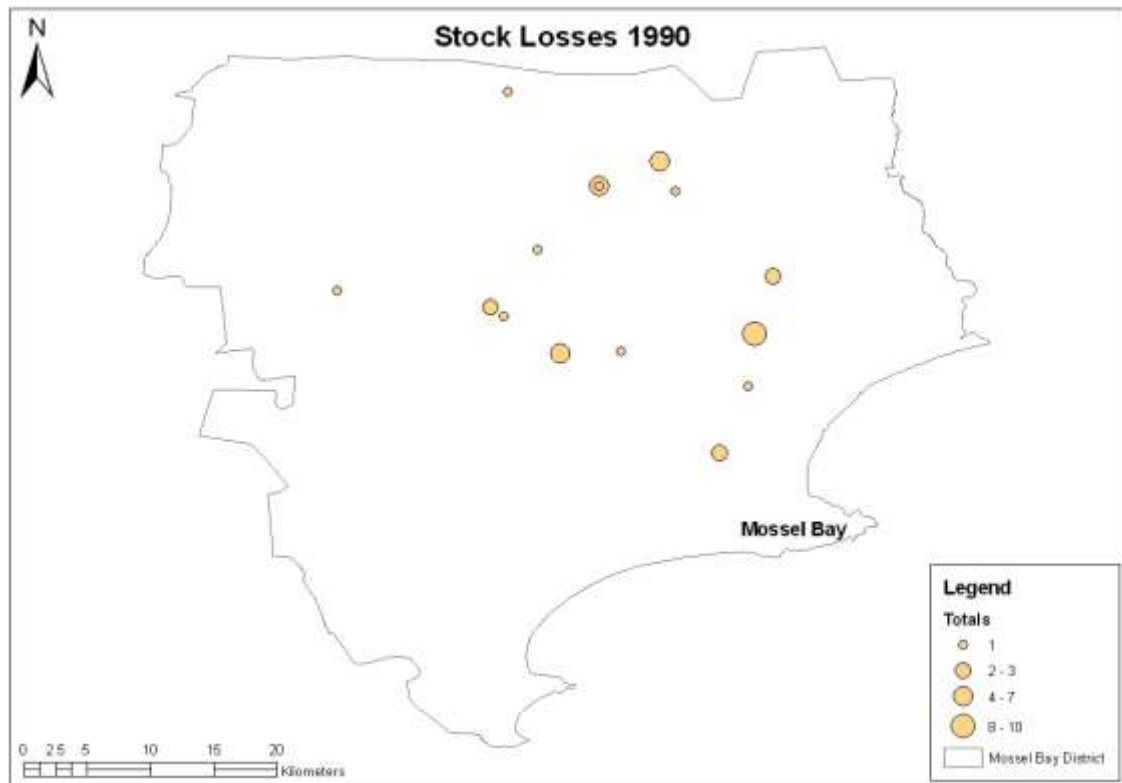 N
Stock Losses 1990
Mossel Bay
Legend
Totals
1
2 - 3
4 - 7
8 - 10
Mossel Bay District
0 2.5 5 10 15 20
Kilometers